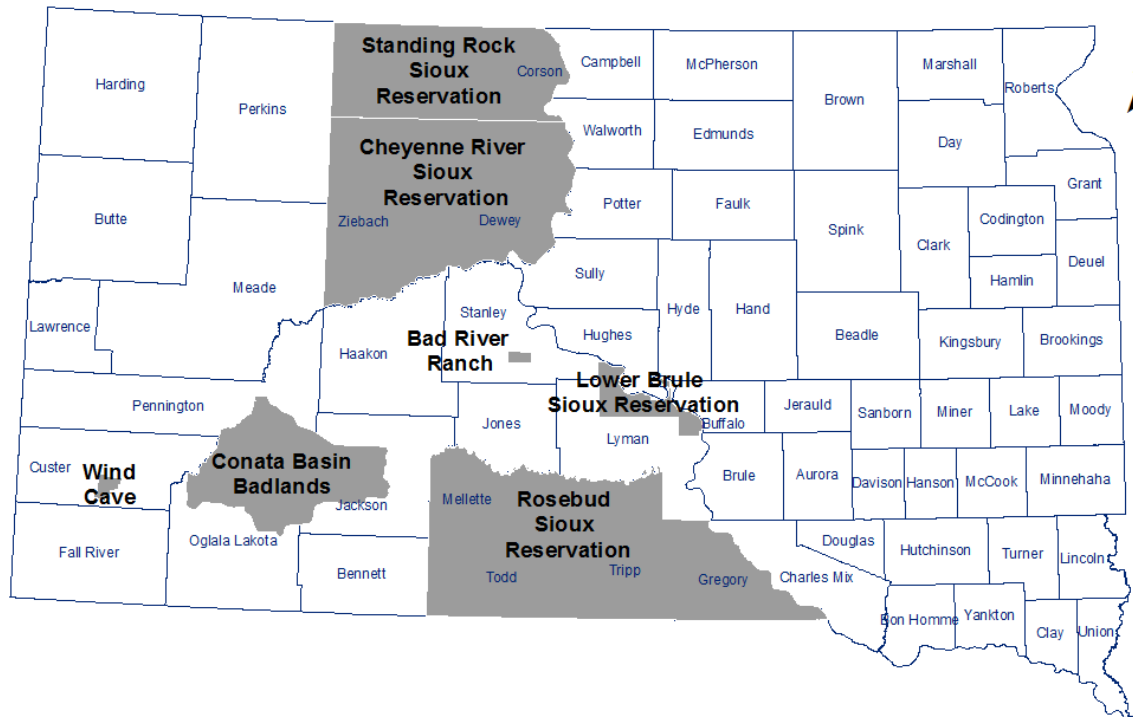 Standing Rock
Sioux
Reservation
Corson
Campbell
McPherson
Marshall
Roberts
Harding
Perkins
Brown
Walworth
Edmunds
Day
Cheyenne River
Sioux
Reservation
Grant
Butte
Ziebach
Dewey
Potter
Faulk
Spink
Clark
Codington
Deuel
Hamlin
Meade
Sully
Lawrence
Stanley
Hyde
Hand
Hughes
Haakon
Bad River
Ranch
Beadle
Kingsbury
Brookings
Lower Brule
Sioux Reservation
Pennington
Jones
Lyman
Buffalo
Jerauld
Sanborn
Miner
Lake
Moody
Custer
Wind
Cave
Conata Basin
Badlands
Jackson
Mellette
Rosebud
Sioux
Reservation
Brule
Aurora
Davison
Hanson
McCook
Minnehaha
Fall River
Oglala Lakota
Bennett
Todd
Tripp
Gregory
Douglas
Charles Mix
Hutchinson
Turner
Lincoln
Bon Homme
Yankton
Clay
Union